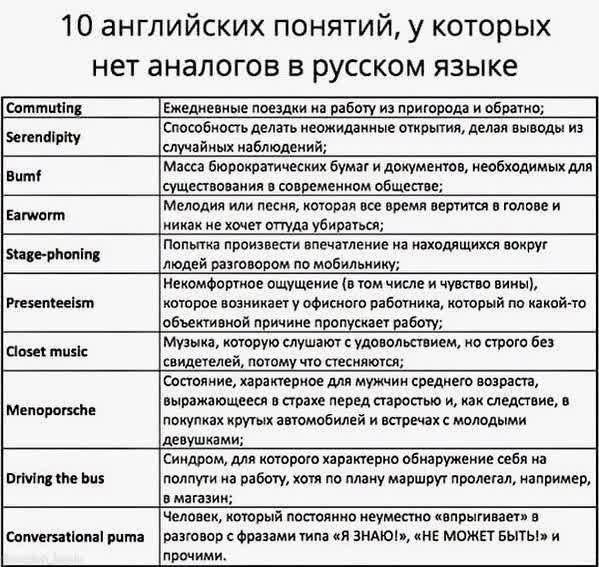 10 английских понятий, у которых
нет аналогов в русском языке
Commuting
Ежедневные поездки на работу из пригорода и обратно;
Serendipity
Способность делать неожиданные открытия, делая выводы из
случайных наблюдений;
Bumf
Масса бюрократических бумаг и документов, необходимых для
существования в современном обществе;
Earworm
Мелодия или песня, которая все время вертится в голове и
никак не хочет оттуда убираться;
Stage-phoning
Попытка произвести впечатление на находящихся вокруг
людей разговором по мобильнику;
Presenteeism
Некомфортное ощущение (в том числе и чувство вины),
которое возникает у офисного работника, который по какой-то
объективной причине пропускает работу;
Closet music
Музыка, которую слушают с удовольствием, но строго без
свидетелей, потому что стесняются;
Menoporsche
Состояние, характерное для мужчин среднего возраста,
выражающееся в страхе перед старостью и, как следствие, в
покупках крутых автомобилей и встречах с молодыми
девушками;
Driving the bus
Синдром, для которого характерно обнаружение себя на
полпути на работу, хотя по плану маршрут пролегал, например,
в магазин;
Conversational puma
Человек, который постоянно неуместно «впрыгивает» в
разговор с фразами типа «Я ЗНАЮ!», «НЕ МОЖЕТ БЫТЬ!» и
прочими.